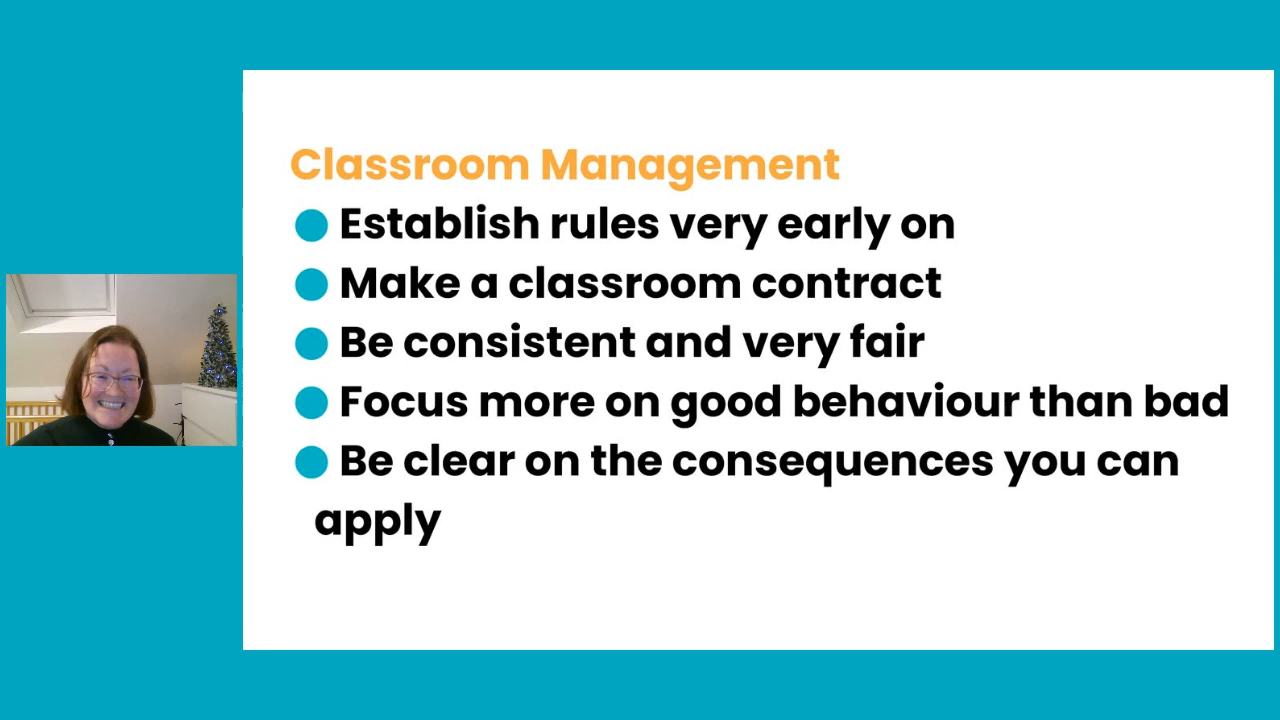 Classroom Management
● Establish rules very early on
● Make a classroom contract
● Be consistent and very fair
● Focus more on good behaviour than bad
● Be clear on the consequences you can
apply